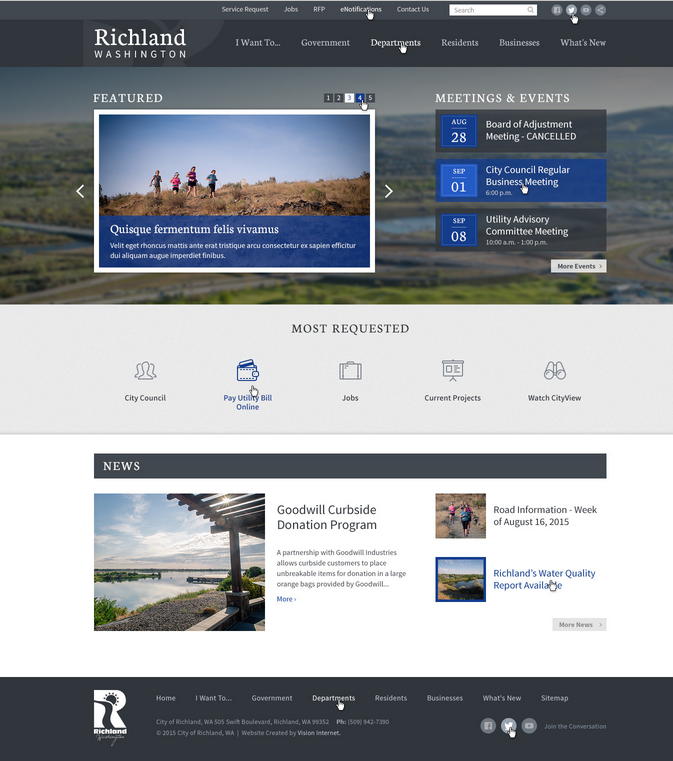 Service Request Jobs RFP eNotifications Contact Us Search
Richland
WASHINGTON
I Want To... Government Departments Residents Businesses What's New
FEATURED
1 2 3 4 5
Quisque fermentum felis vivamus
Velit eget rhoncus mattis ante erat tristique arcu consectetur ex sapien efficitur
dui aliquam augue imperdiet finibus.
MEETINGS & EVENTS
AUG
28
Board of Adjustment
Meeting - CANCELLED
SEP
01
City Council Regular
Business Meeting
6:00 p.m.
SEP
08
Utility Advisory
Committee Meeting
10:00 a.m. - 1:00 p.m.
More Events ›
MOST REQUESTED
City Council
Pay Utility Bill
Online
Jobs
Current Projects
Watch CityView
NEWS
Goodwill Curbside
Donation Program
A partnership with Goodwill Industries
allows curbside customers to place
unbreakable items for donation in a large
orange bags provided by Goodwill...
More ›
Road Information - Week
of August 16, 2015
Richland's Water Quality
Report Available
More News ›
Home I Want To... Government Departments Residents Businesses What's New Sitemap
Richland
Washington
City of Richland, WA 505 Swift Boulevard, Richland, WA 99352 Ph: (509) 942-7390
© 2015 City of Richland, WA | Website Created by Vision Internet.
Join the Conversation